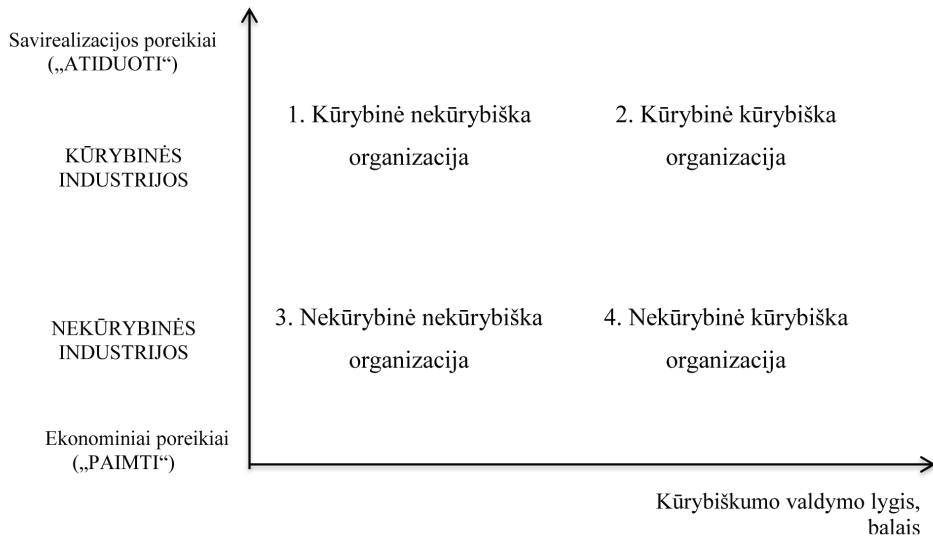 Savirealizacijos poreikiai
(„ATIDUOTI“)
1. Kūrybinė nekūrybiška
organizacija
2. Kūrybinė kūrybiška
organizacija
KŪRYBINĖS
INDUSTRIJOS
NEKŪRYBINĖS
INDUSTRIJOS
3. Nekūrybinė nekūrybiška
organizacija
4. Nekūrybinė kūrybiška
organizacija
Ekonominiai poreikiai
(„PAIMTI“)
Kūrybiškumo valdymo lygis,
balais